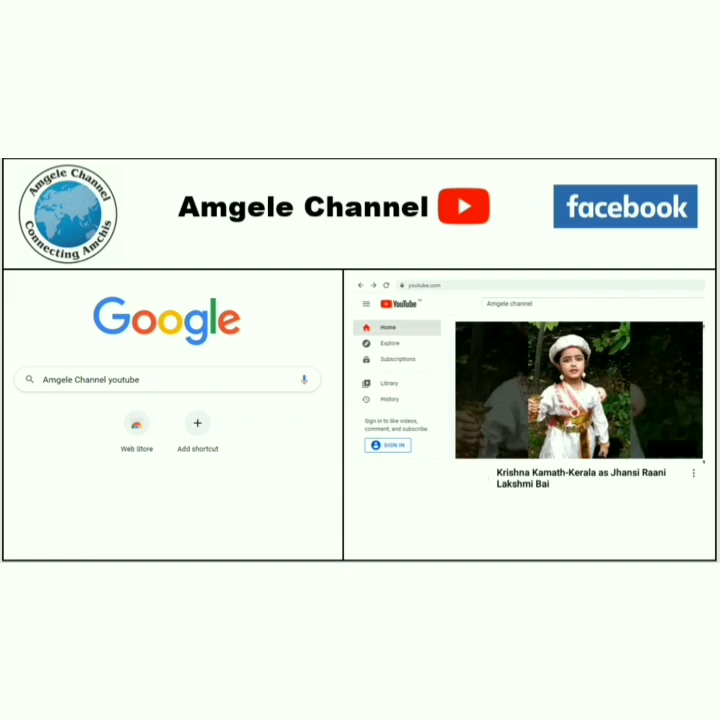 Amgele Channel
Connecting Amchis
Amgele Channel
facebook
Google
Amgele Channel youtube
Web Store
Add shortcut
youtube.com
YouTube
Amgele channel
Home
Explore
Subscriptions
Library
History
Sign in to like videos,
comment, and subscribe.
SIGN IN
Krishna Kamath-Kerala as Jhansi Raani
Lakshmi Bai